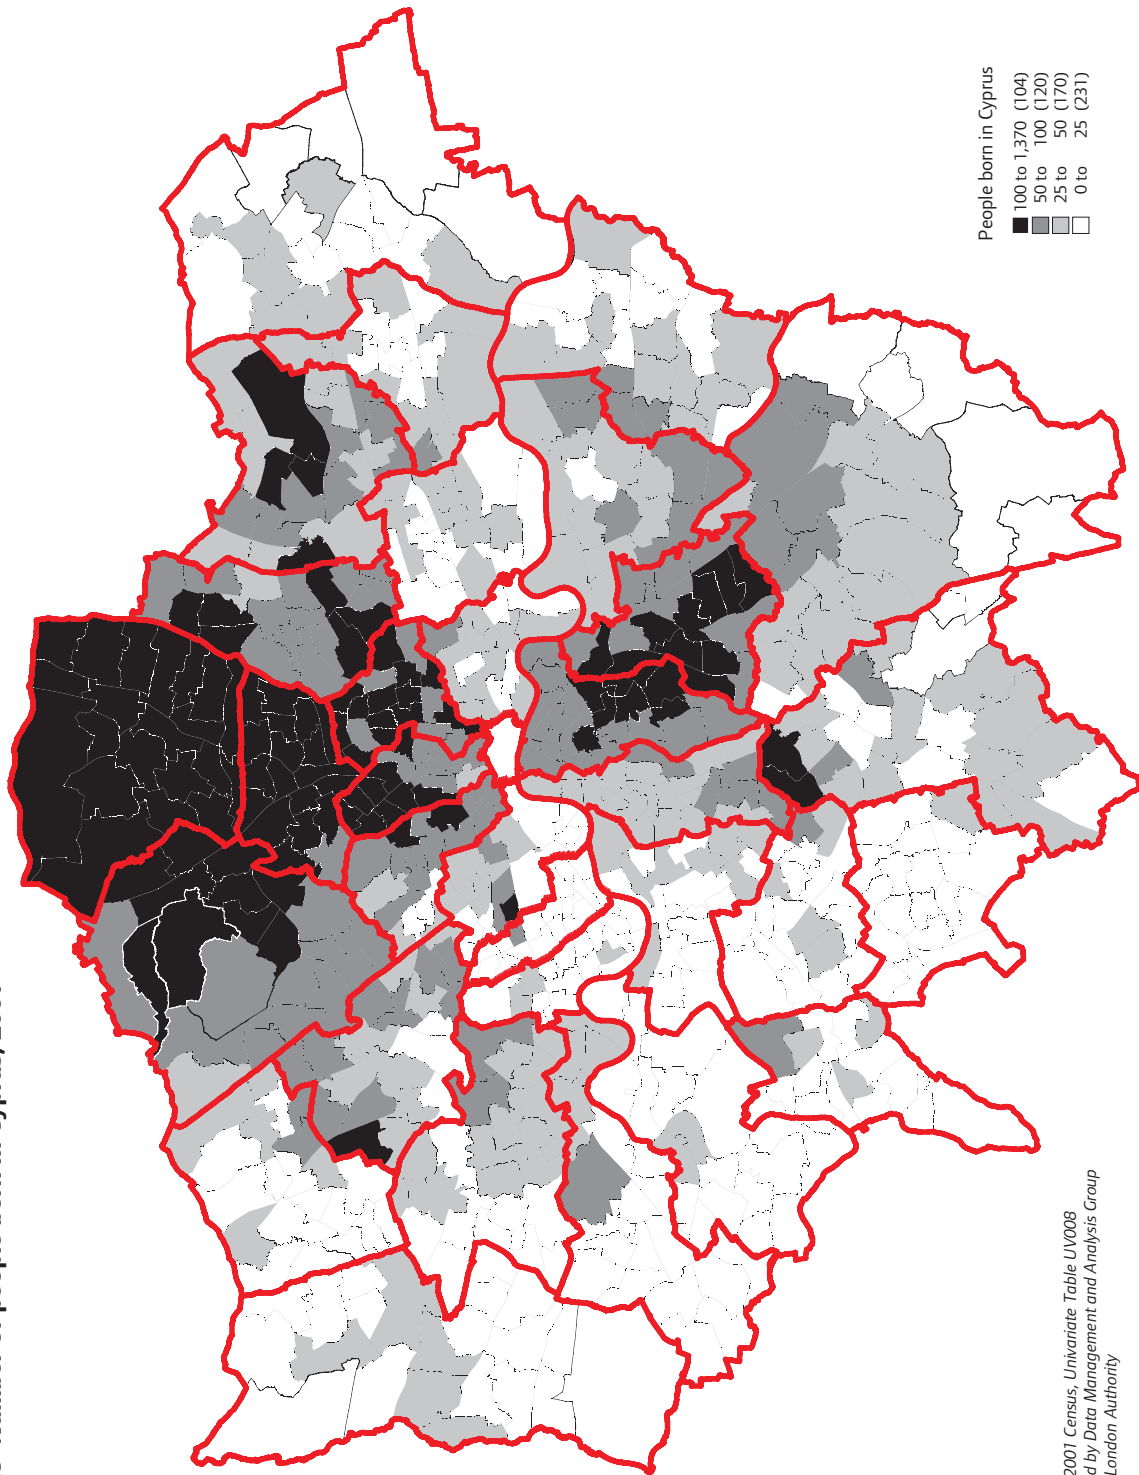 People born in Cyprus
100 to 1,370 (104)
50 to 100 (120)
25 to 50 (170)
0 to 25 (231)
2001 Census, Univariate Table UV008
d by Data Management and Analysis Group
London Authority